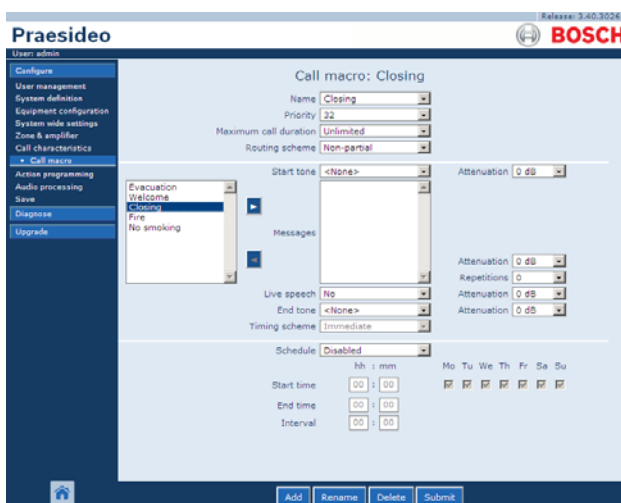 Release: 3.40.3026
Praesideo
BOSCH
User: admin
Configure
User management
System definition
Equipment configuration
System wide settings
Zone & amplifier
Call characteristics
• Call macro
Action programming
Audio processing
Save
Diagnose
Upgrade
Call macro: Closing
Name Closing
Priority 32
Maximum call duration Unlimited
Routing scheme Non-partial
Start tone <None> Attenuation 0 dB
Evacuation
Welcome
Closing
Fire
No smoking
Messages
Attenuation 0 dB
Repetitions 0
Live speech No Attenuation 0 dB
End tone <None> Attenuation 0 dB
Timing scheme Immediate
Schedule Disabled
hh : mm Mo Tu We Th Fr Sa Su
Start time 00 : 00
End time 00 : 00
Interval 00 : 00
Add Rename Delete Submit